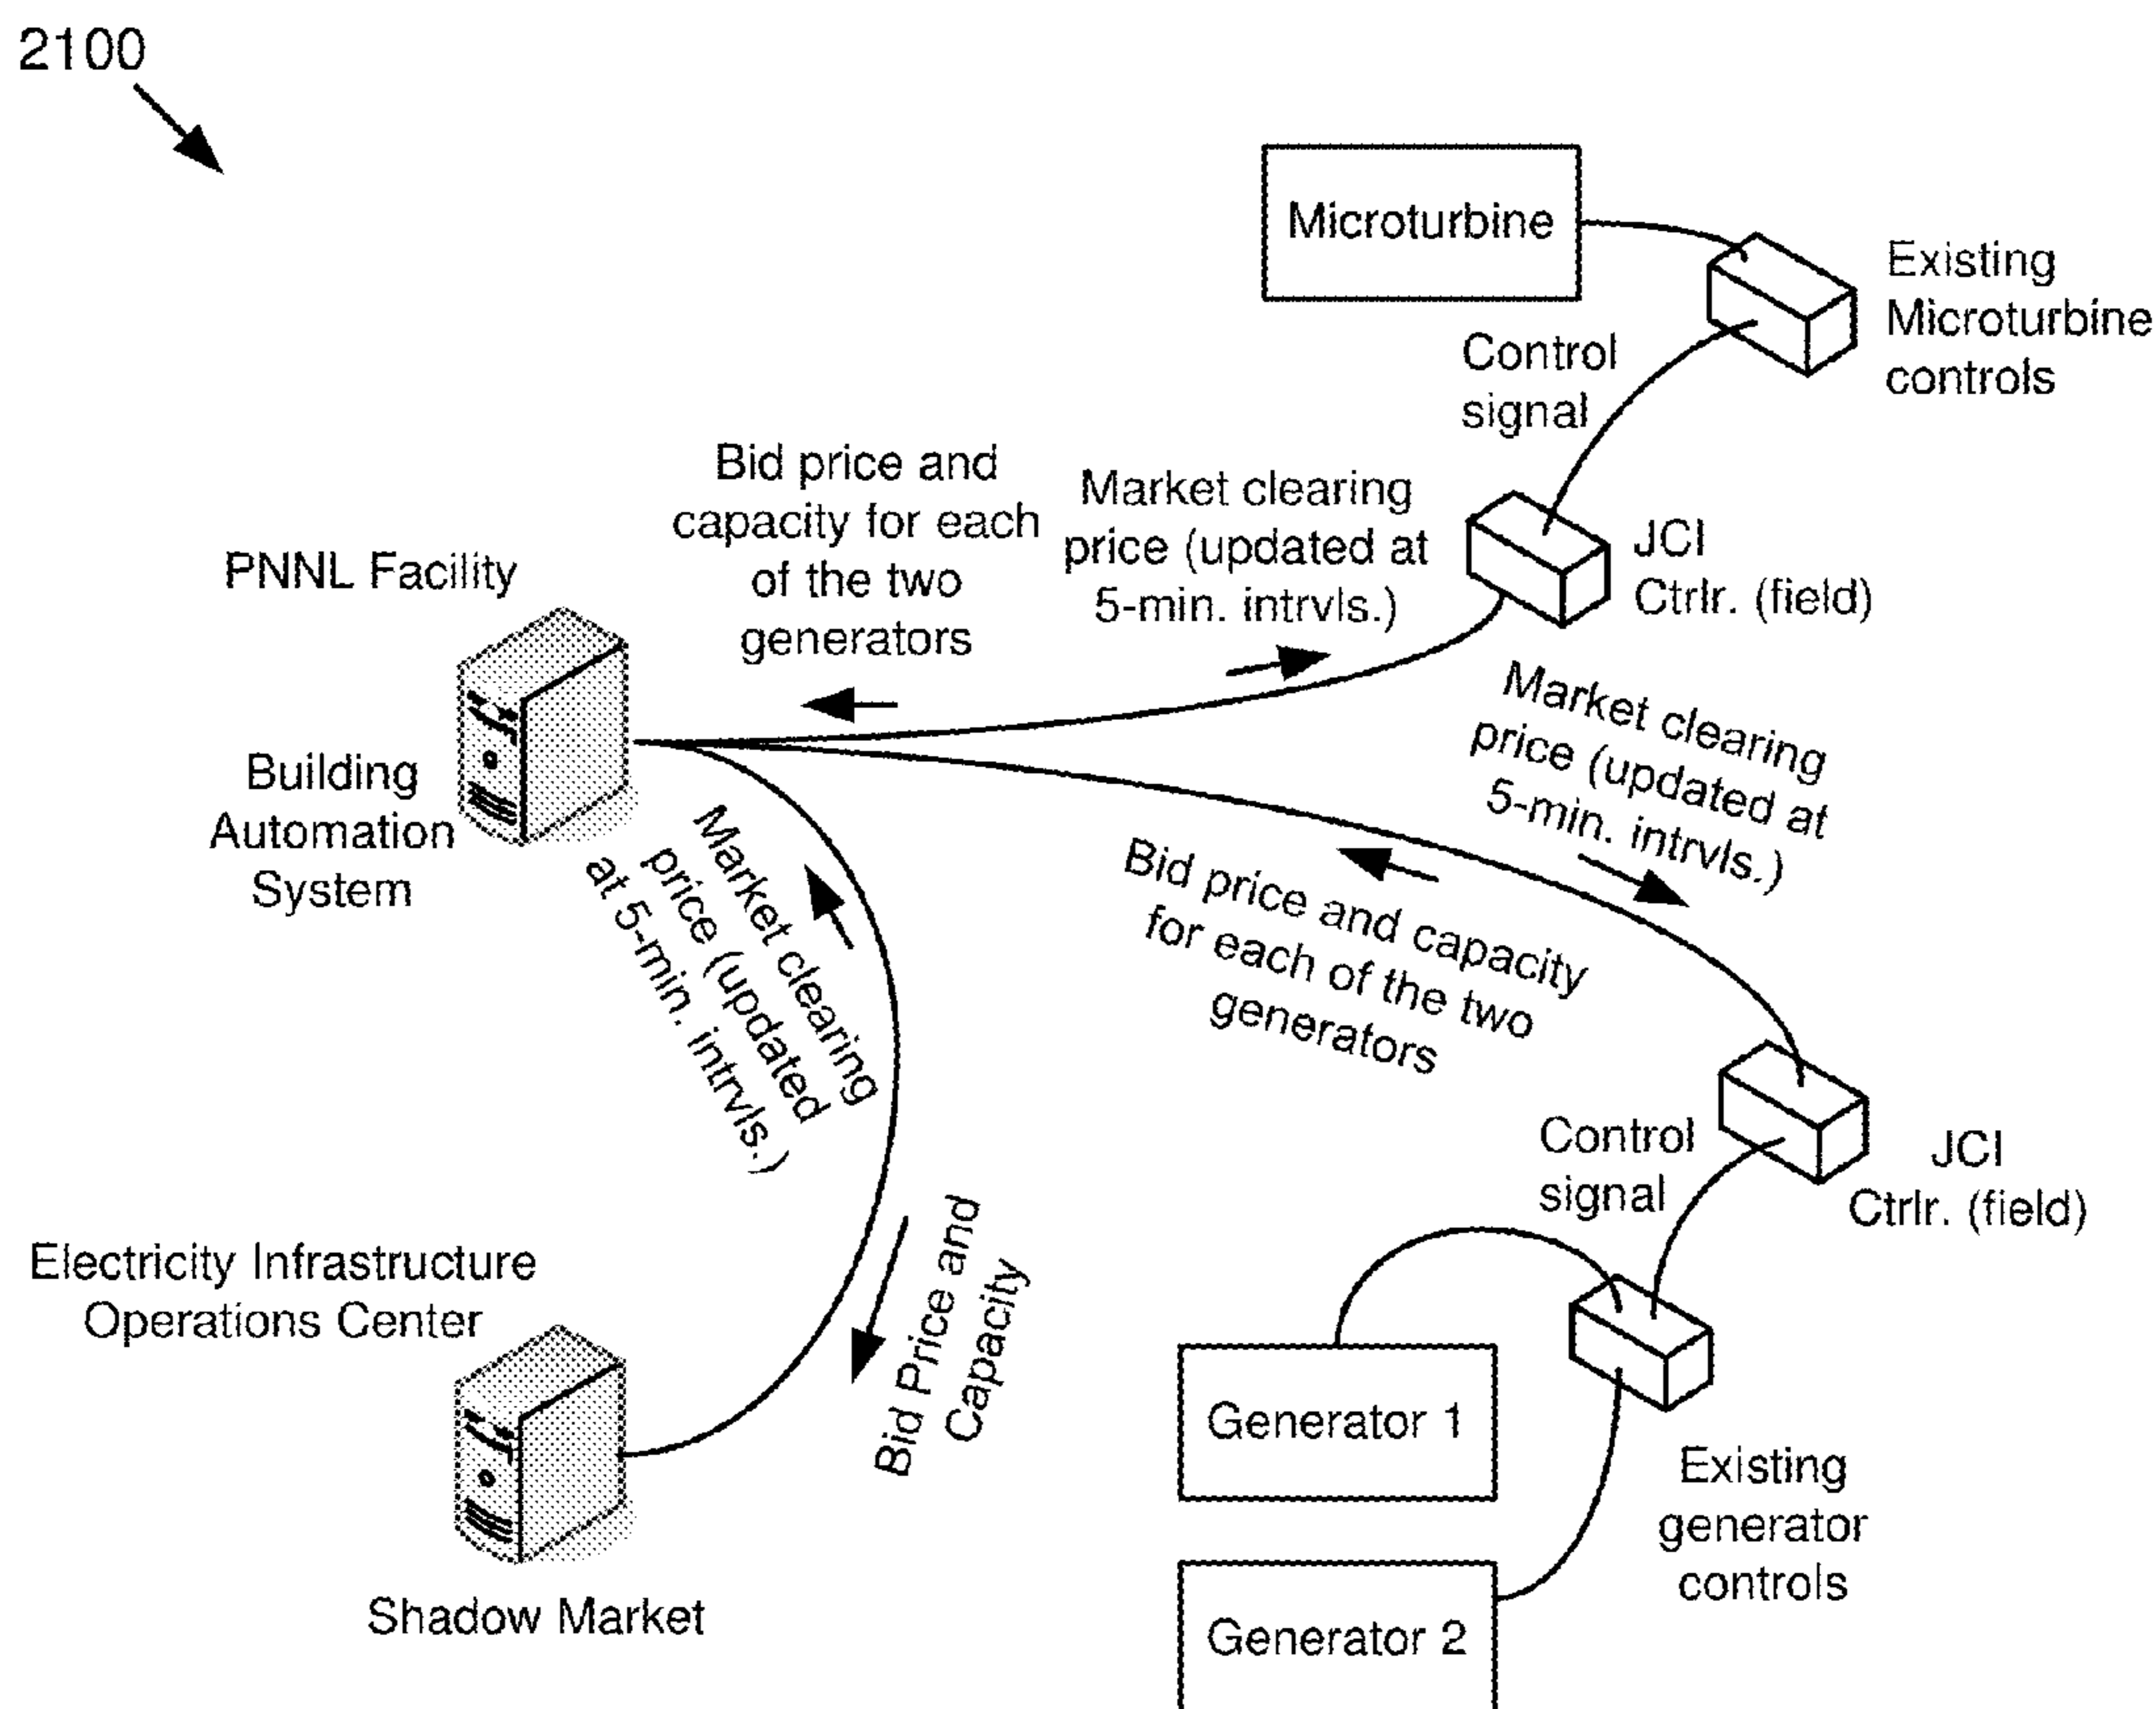 2100
Microturbine
Existing
Microturbine
controls
Control
signal
Bid price and
capacity for each
of the two
generators
Market clearing
price (updated at
5-min. intrvls.)
JCI
Ctrlr. (field)
PNNL Facility
Building
Automation
System
Market clearing
price (updated at
5-min. intrvls.)
Market clearing
price (updated
at 5-min. intrvls.)
Bid price and capacity
for each of the two
generators
Control
signal
JCI
Ctrlr. (field)
Electricity Infrastructure
Operations Center
Bid Price and
Capacity
Generator 1
Existing
generator
controls
Shadow Market
Generator 2